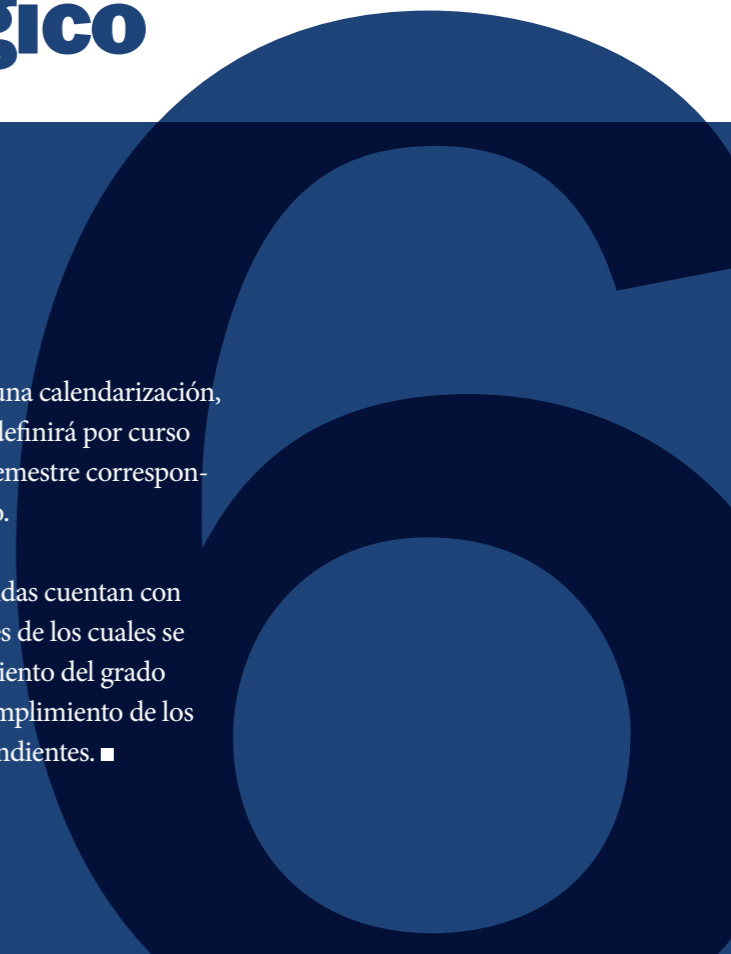 gico
una calendarización,
definirá por curso
emestre correspon-
o.
das cuentan con
s de los cuales se
iento del grado
mplimiento de los
ndientes. ■
6